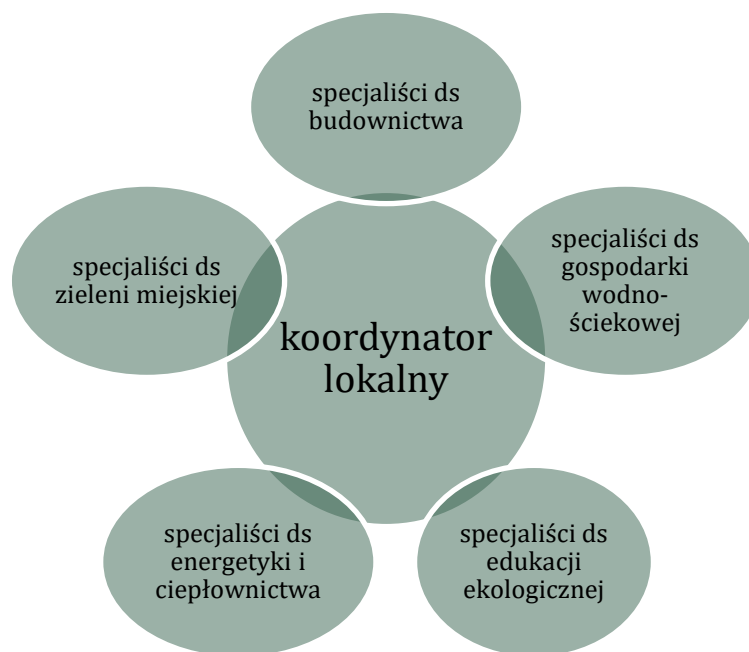 specjaliści ds
budownictwa
specjaliści ds
zieleni miejskiej
specjaliści ds
gospodarki
wodno-
ściekowej
koordynator
lokalny
specjaliści ds
energetyki i
ciepłownictwa
specjaliści ds
edukacji
ekologicznej